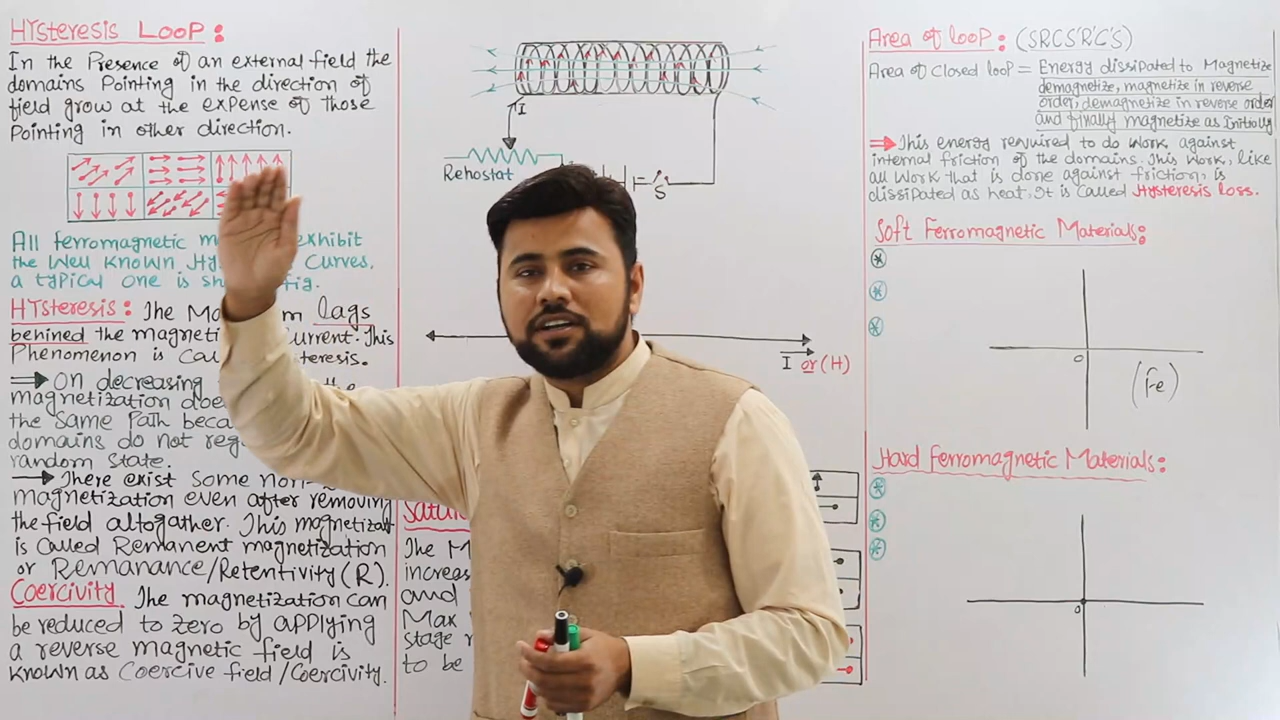 Hysteresis Loop:
In the Presence of an external field the
domains Pointing in the direction of
field grow at the expense of those
Pointing in other direction.
All ferromagnetic exhibit
the well known Curves,
a typical one is fig.
Hysteresis: The lags
behined the current. This
Phenomenon is
⇒ On decreasing the
magnetization
the same Path
domains do not
random state.
→ There exist some
magnetization even after removing
the field altogather. This
is called Remanent magnetization
or Remanance/Retentivity (R).
Coercivity The magnetization can
be reduced to zero by applying
a reverse magnetic field is
known as Coercive field/Coercivity.
I
Rehostat
S
I or (H)
The
and
stage
to be
Area of loop: (SRCS'R'C'S)
Area of Closed loop = Energy dissipated to Magnetize
demagnetize, magnetize in reverse
order, demagnetize in reverse order
and finally magnetize as Initially
⇒ This energy required to do work against
internal friction of the domains. This work, like
all work that is done against friction, is
dissipated as heat. It is called Hysteresis loss.
Soft Ferromagnetic Materials:
o
(Fe)
Hard Ferromagnetic Materials:
o